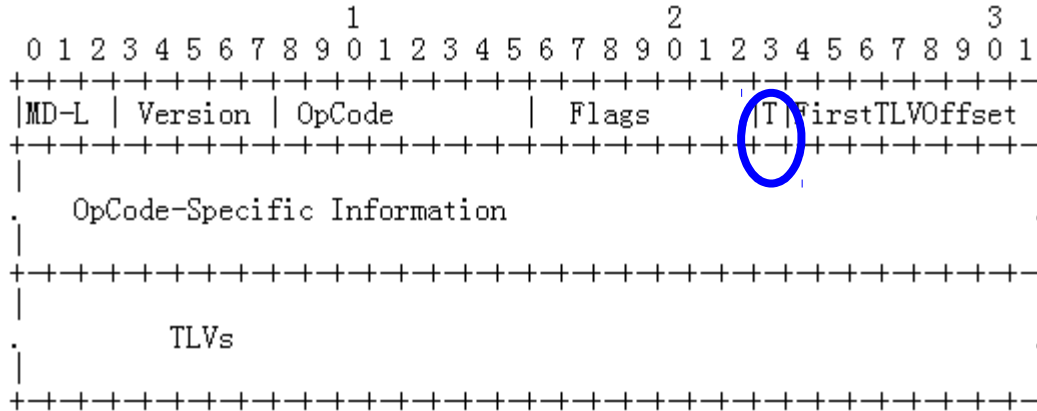 1 2 3
0 1 2 3 4 5 6 7 8 9 0 1 2 3 4 5 6 7 8 9 0 1 2 3 4 5 6 7 8 9 0 1
+-+-+-+-+-+-+-+-+-+-+-+-+-+-+-+-+-+-+-+-+-+-+-+-+-+-+-+-+-+-+-+-
|MD-L | Version | OpCode | Flags |T|FirstTLVOffset
+-+-+-+-+-+-+-+-+-+-+-+-+-+-+-+-+-+-+-+-+-+-+-+-+-+-+-+-+-+-+-+-
|
. OpCode-Specific Information .
|
+-+-+-+-+-+-+-+-+-+-+-+-+-+-+-+-+-+-+-+-+-+-+-+-+-+-+-+-+-+-+-+-
|
. TLVs .
|
+-+-+-+-+-+-+-+-+-+-+-+-+-+-+-+-+-+-+-+-+-+-+-+-+-+-+-+-+-+-+-+-